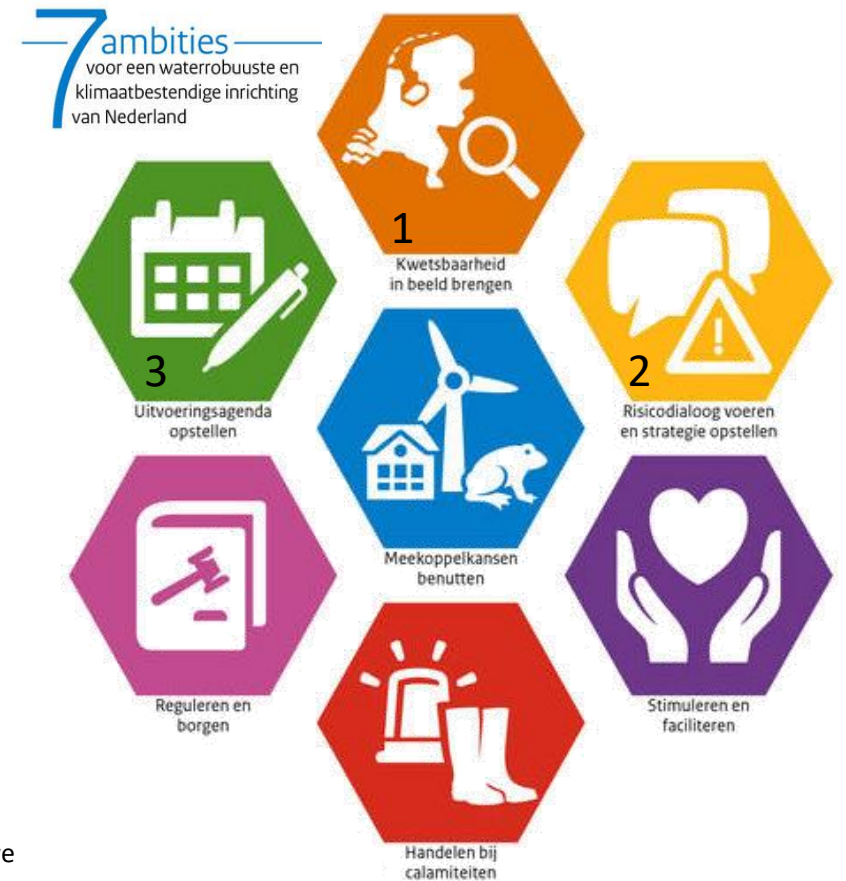 7 ambities
voor een waterrobuuste en
klimaatbestendige inrichting
van Nederland
1
Kwetsbaarheid
in beeld brengen
2
Risicodialoog voeren
en strategie opstellen
3
Uitvoeringsagenda
opstellen
Meekoppelkansen
benutten
Reguleren en
borgen
Stimuleren en
faciliteren
Handelen bij
calamiteiten